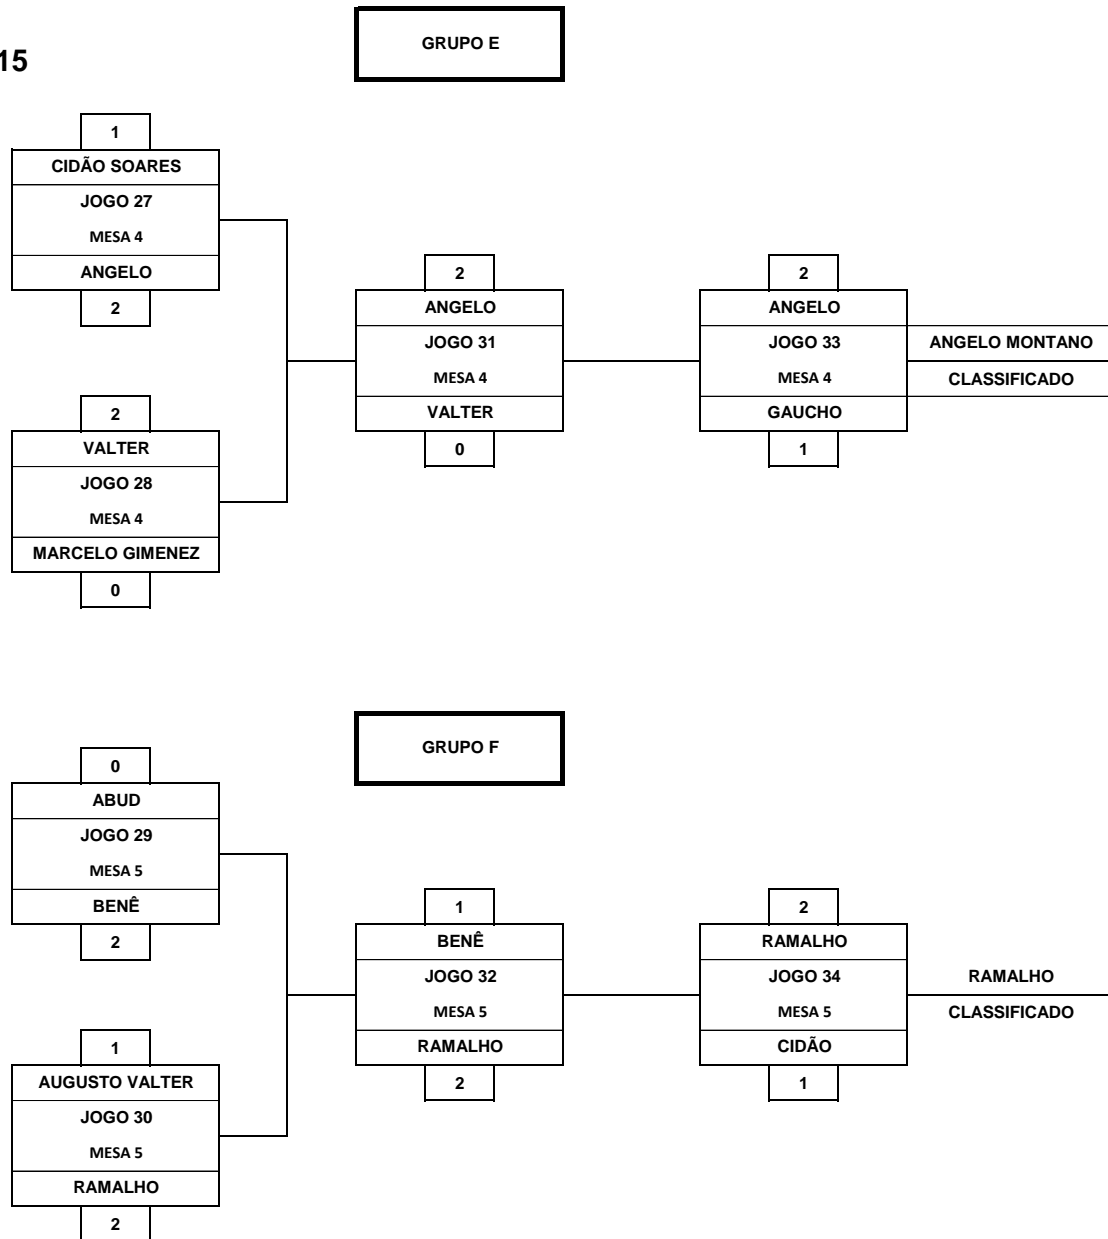 GRUPO E
15
1
CIDÃO SOARES
JOGO 27
MESA 4
ANGELO
2
2
VALTER
JOGO 28
MESA 4
MARCELO GIMENEZ
0
2
ANGELO
JOGO 31
MESA 4
VALTER
0
2
ANGELO
JOGO 33
MESA 4
GAUCHO
1
ANGELO MONTANO
CLASSIFICADO
GRUPO F
0
ABUD
JOGO 29
MESA 5
BENÊ
2
1
AUGUSTO VALTER
JOGO 30
MESA 5
RAMALHO
2
1
BENÊ
JOGO 32
MESA 5
RAMALHO
2
2
RAMALHO
JOGO 34
MESA 5
CIDÃO
1
RAMALHO
CLASSIFICADO